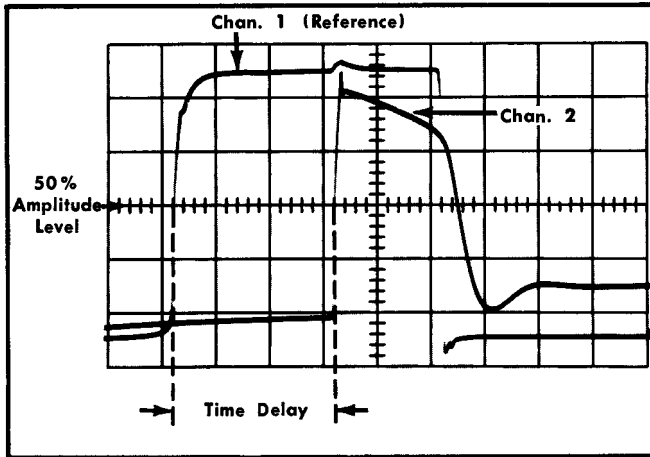 Chan. 1 (Reference)
Chan. 2
50%
Amplitude
Level
Time Delay